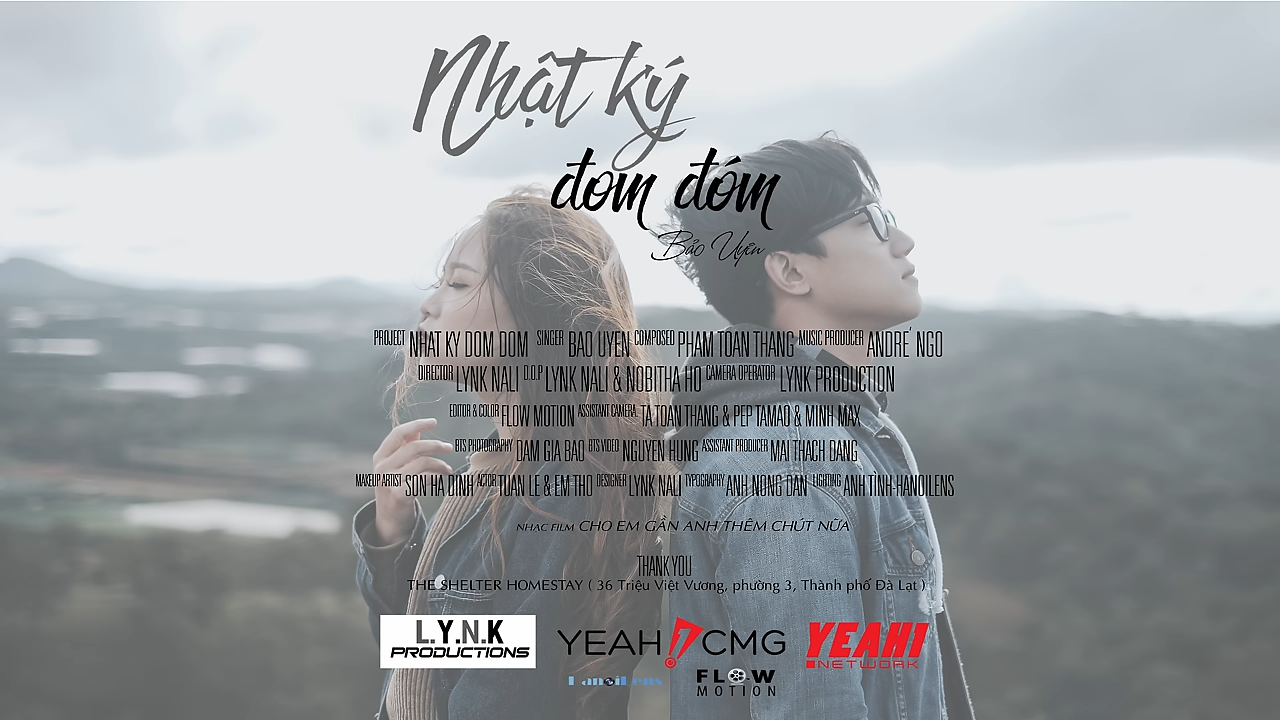 Nhật ký
đom đóm
Bảo Uyên
PROJECT NHAT KY DOM DOM SINGER BAO UYEN COMPOSED PHAM TOAN THANG MUSIC PRODUCER ANDRE' NGO
DIRECTOR LYNK NALI D.O.P LYNK NALI & NOBITHA HO CAMERA OPERATOR LYNK PRODUCTION
EDITOR & COLOR FLOW MOTION ASSISTANT CAMERA TA TOAN THANG & PEP TAMAO & MINH MAX
BTS PHOTOGRAPHY DAM GIA BAO BTS VIDEO NGUYEN HUNG ASSISTANT PRODUCER MAI THACH DANG
MAKEUP ARTIST SON HA DINH ACTOR TUAN LE & EM THO DESIGNER LYNK NALI TYPOGRAPHY ANH NONG DAN LIGHTING ANH TÌNH-HANOILENS
NHẠC FILM CHO EM GẦN ANH THÊM CHÚT NỮA
THANK YOU
THE SHELTER HOMESTAY ( 36 Triệu Việt Vương, phường 3, Thành phố Đà Lạt )
L.Y.N.K
PRODUCTIONS
YEAH1 CMG
YEAH1
NETWORK
HanoiLens
FLOW
MOTION